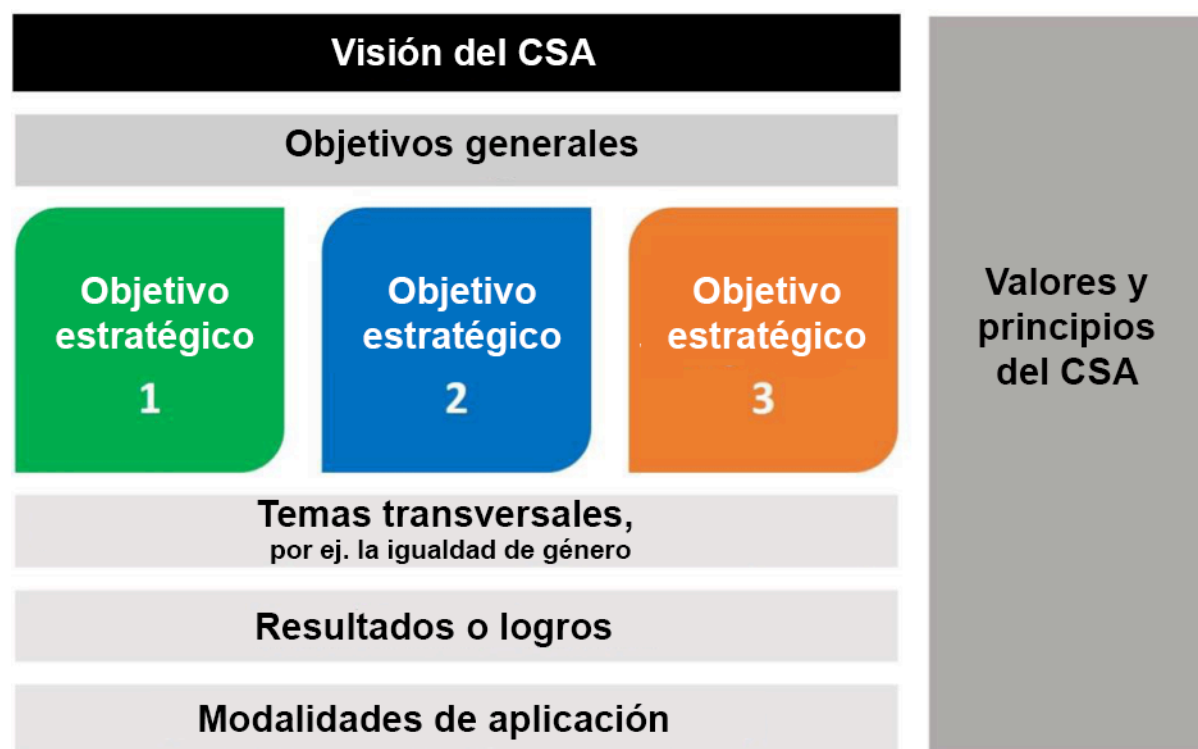 Visión del CSA
Objetivos generales
Objetivo
estratégico
1
Objetivo
estratégico
2
Objetivo
estratégico
3
Temas transversales,
por ej. la igualdad de género
Resultados o logros
Modalidades de aplicación
Valores y
principios
del CSA